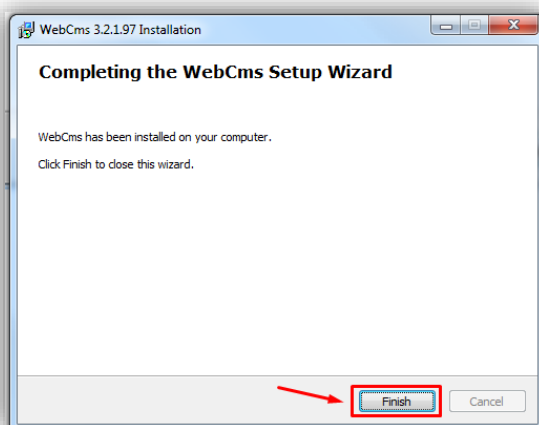 WebCms 3.2.1.97 Installation
Completing the WebCms Setup Wizard
WebCms has been installed on your computer.
Click Finish to close this wizard.
Finish
Cancel